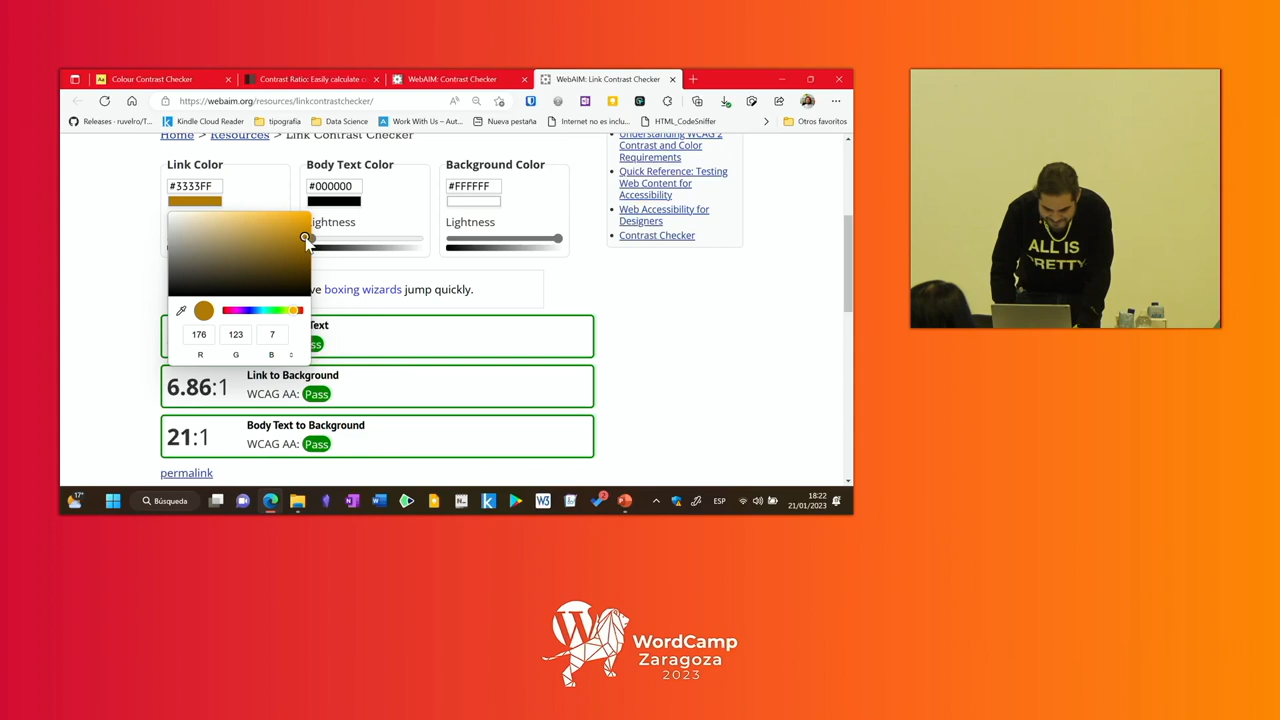 Colour Contrast Checker
Contrast Ratio: Easily calculate co
WebAIM: Contrast Checker
WebAIM: Link Contrast Checker
https://webaim.org/resources/linkcontrastchecker/
Releases · ruvelro/T...
Kindle Cloud Reader
tipografia
Data Science
Work With Us – Aut...
Nueva pestaña
Internet no es inclu...
HTML_CodeSniffer
Otros favoritos
Home > Resources > Link Contrast Checker
Link Color
#3333FF
Body Text Color
#000000
Lightness
Background Color
#FFFFFF
Lightness
Understanding WCAG 2
Contrast and Color
Requirements
Quick Reference: Testing
Web Content for
Accessibility
Web Accessibility for
Designers
Contrast Checker
176 123 7
R G B
boxing wizards jump quickly.
Text
6.86:1
Link to Background
WCAG AA: Pass
21:1
Body Text to Background
WCAG AA: Pass
permalink
17°
Búsqueda
W3
2
ESP
18:22
21/01/2023
ALL IS
PRETTY
WordCamp
Zaragoza
2023